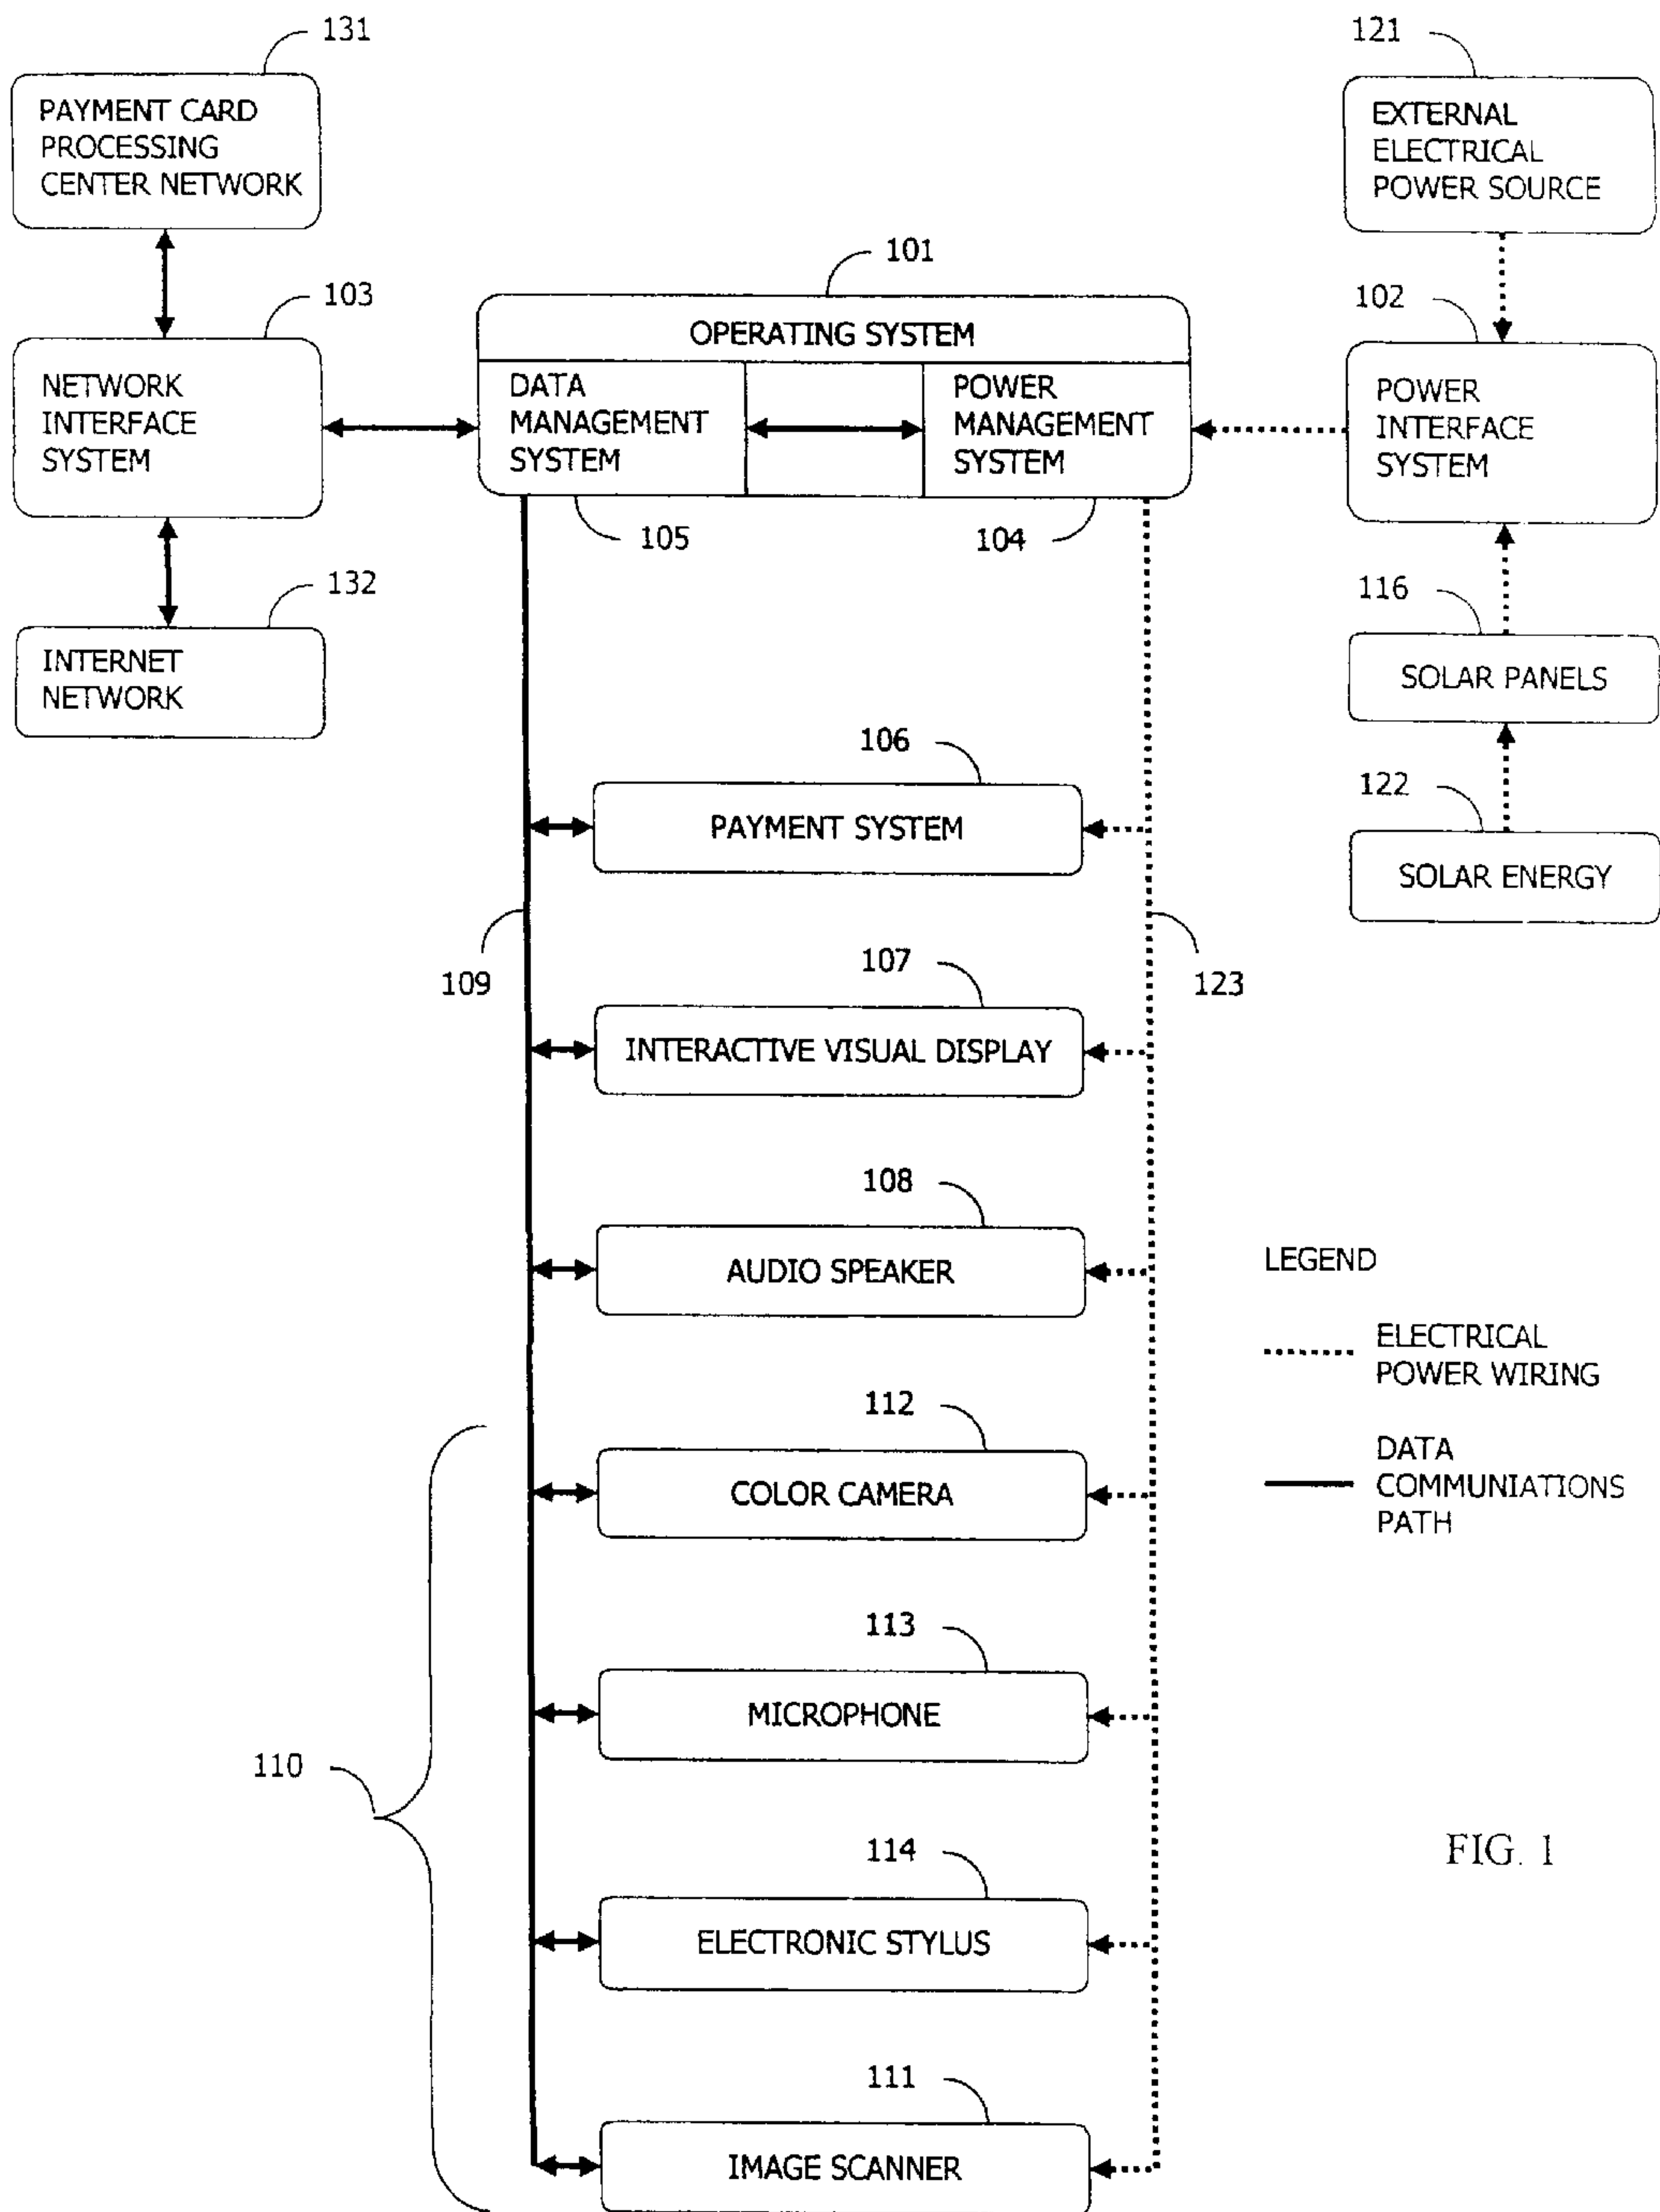 131
PAYMENT CARD
PROCESSING
CENTER NETWORK
121
EXTERNAL
ELECTRICAL
POWER SOURCE
101
OPERATING SYSTEM
103
NETWORK
INTERFACE
SYSTEM
DATA
MANAGEMENT
SYSTEM
POWER
MANAGEMENT
SYSTEM
102
POWER
INTERFACE
SYSTEM
105
104
132
INTERNET
NETWORK
116
SOLAR PANELS
122
SOLAR ENERGY
106
PAYMENT SYSTEM
109
123
107
INTERACTIVE VISUAL DISPLAY
108
AUDIO SPEAKER
LEGEND
ELECTRICAL
POWER WIRING
DATA
COMMUNIATIONS
PATH
112
COLOR CAMERA
113
MICROPHONE
110
114
ELECTRONIC STYLUS
111
IMAGE SCANNER
FIG. 1